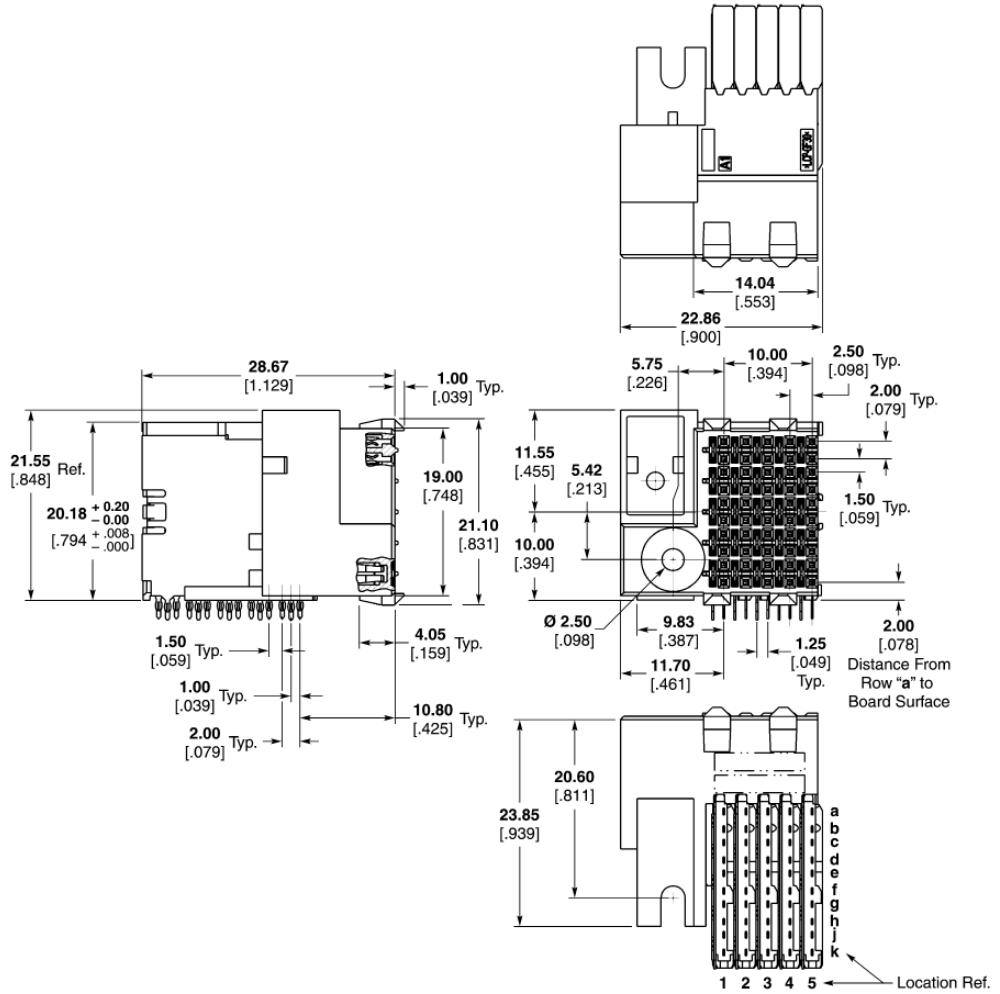 A1
>LCP-GF30<
14.04
[.553]
22.86
[.900]
28.67
[1.129]
1.00
[.039] Typ.
21.55
[.848] Ref.
20.18 + 0.20
– 0.00
[.794 + .008
– .000 ]
19.00
[.748]
21.10
[.831]
1.50
[.059] Typ.
4.05
[.159] Typ.
1.00
[.039] Typ.
10.80
[.425] Typ.
2.00
[.079] Typ.
5.75
[.226]
10.00
[.394]
2.50
[.098] Typ.
2.00
[.079] Typ.
11.55
[.455]
5.42
[.213]
1.50
[.059] Typ.
10.00
[.394]
Ø 2.50
[.098]
9.83
[.387]
11.70
[.461]
1.25
[.049]
Typ.
2.00
[.078]
Distance From
Row “a” to
Board Surface
20.60
[.811]
23.85
[.939]
a
b
c
d
e
f
g
h
j
k
1 2 3 4 5
Location Ref.